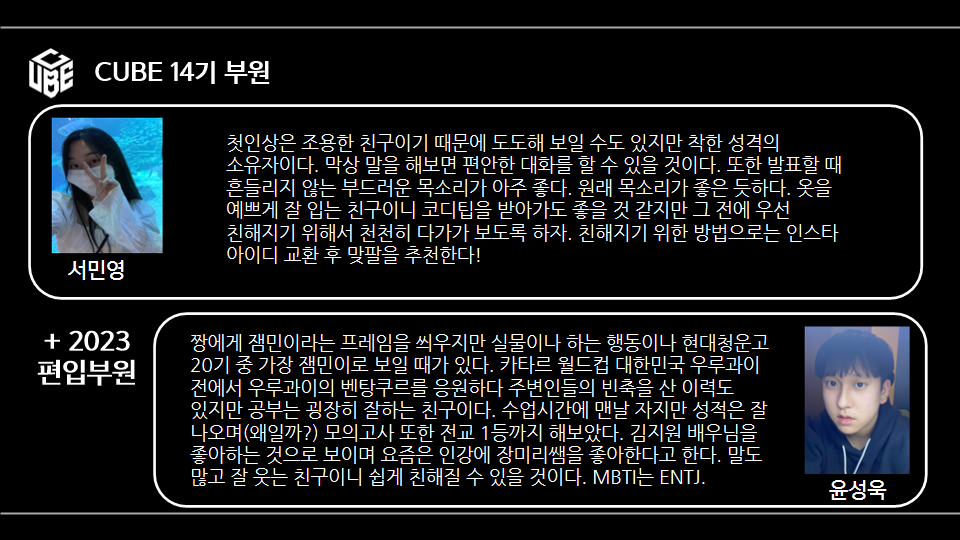 CUBE
CUBE 14기 부원
첫인상은 조용한 친구이기 때문에 도도해 보일 수도 있지만 착한 성격의
소유자이다. 막상 말을 해보면 편안한 대화를 할 수 있을 것이다. 또한 발표할 때
흔들리지 않는 부드러운 목소리가 아주 좋다. 원래 목소리가 좋은 듯하다. 옷을
예쁘게 잘 입는 친구이니 코디팁을 받아가도 좋을 것 같지만 그 전에 우선
친해지기 위해서 천천히 다가가 보도록 하자. 친해지기 위한 방법으로는 인스타
아이디 교환 후 맞팔을 추천한다!
서민영
+ 2023
편입부원
짱에게 잼민이라는 프레임을 씌우지만 실물이나 하는 행동이나 현대청운고
20기 중 가장 잼민이로 보일 때가 있다. 카타르 월드컵 대한민국 우루과이
전에서 우루과이의 벤탕쿠르를 응원하다 주변인들의 빈축을 산 이력도
있지만 공부는 굉장히 잘하는 친구이다. 수업시간에 맨날 자지만 성적은 잘
나오며(왜일까?) 모의고사 또한 전교 1등까지 해보았다. 김지원 배우님을
좋아하는 것으로 보이며 요즘은 인강에 장미리쌤을 좋아한다고 한다. 말도
많고 잘 웃는 친구이니 쉽게 친해질 수 있을 것이다. MBTI는 ENTJ.
윤성욱